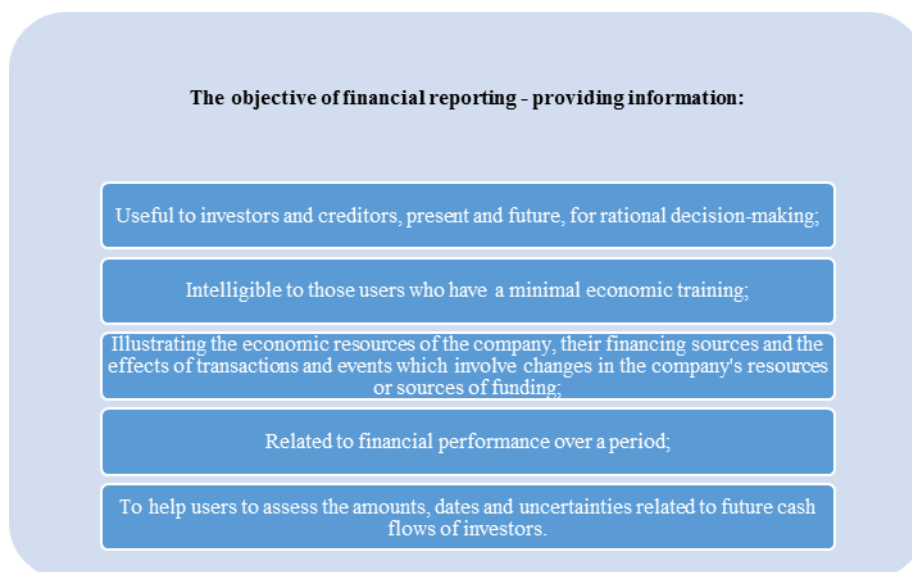 The objective of financial reporting - providing information:
Useful to investors and creditors, present and future, for rational decision-making;
Intelligible to those users who have a minimal economic training;
Illustrating the economic resources of the company, their financing sources and the
effects of transactions and events which involve changes in the company's resources
or sources of funding;
Related to financial performance over a period;
To help users to assess the amounts, dates and uncertainties related to future cash
flows of investors.